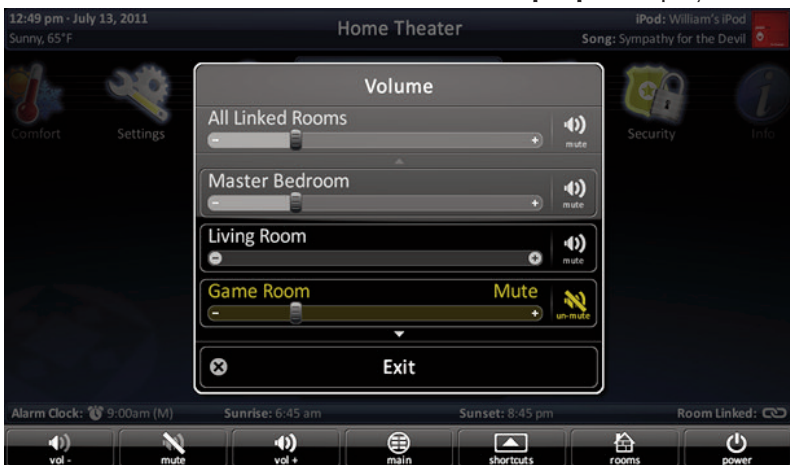 12:49 pm · July 13, 2011
Home Theater
iPod: William's iPod
Sunny, 65°F
Song: Sympathy for the Devil
Comfort
Settings
Security
Info
Volume
All Linked Rooms
- +
mute
Master Bedroom
- +
mute
Living Room
- +
mute
Game Room Mute
- +
un-mute
Exit
Alarm Clock: 9:00am (M) Sunrise: 6:45 am Sunset: 8:45 pm Room Linked:
vol - mute vol + main shortcuts rooms power